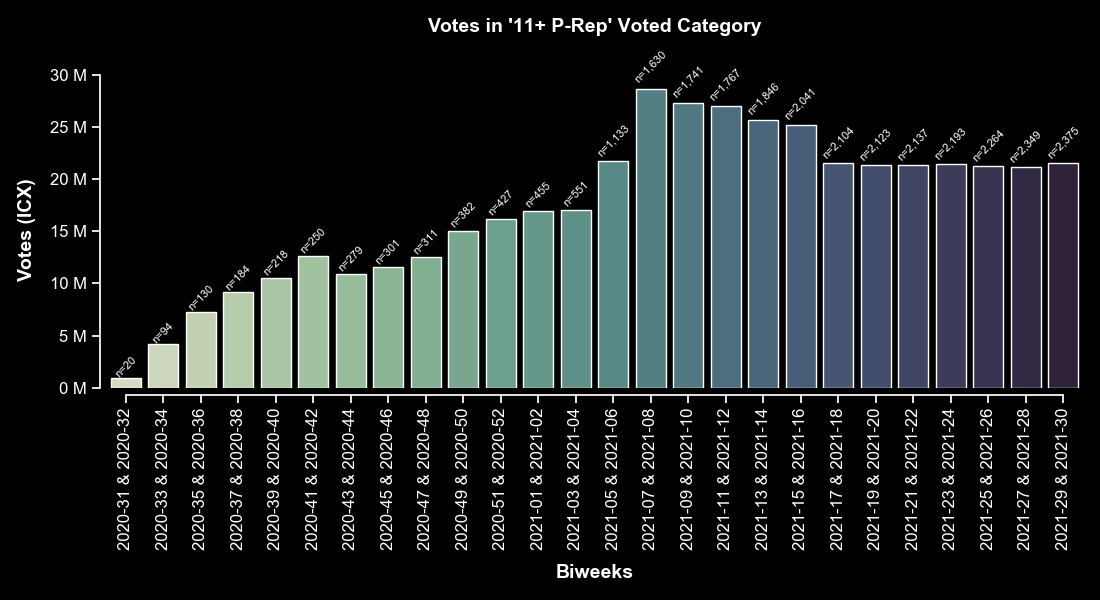 Votes in '11+ P-Rep' Voted Category
Votes (ICX)
30 M
25 M
20 M
15 M
10 M
5 M
0 M
n=20
n=94
n=130
n=184
n=218
n=250
n=279
n=301
n=311
n=382
n=427
n=455
n=551
n=1,133
n=1,630
n=1,741
n=1,767
n=1,846
n=2,041
n=2,104
n=2,123
n=2,137
n=2,193
n=2,264
n=2,349
n=2,375
2020-31 & 2020-32
2020-33 & 2020-34
2020-35 & 2020-36
2020-37 & 2020-38
2020-39 & 2020-40
2020-41 & 2020-42
2020-43 & 2020-44
2020-45 & 2020-46
2020-47 & 2020-48
2020-49 & 2020-50
2020-51 & 2020-52
2021-01 & 2021-02
2021-03 & 2021-04
2021-05 & 2021-06
2021-07 & 2021-08
2021-09 & 2021-10
2021-11 & 2021-12
2021-13 & 2021-14
2021-15 & 2021-16
2021-17 & 2021-18
2021-19 & 2021-20
2021-21 & 2021-22
2021-23 & 2021-24
2021-25 & 2021-26
2021-27 & 2021-28
2021-29 & 2021-30
Biweeks